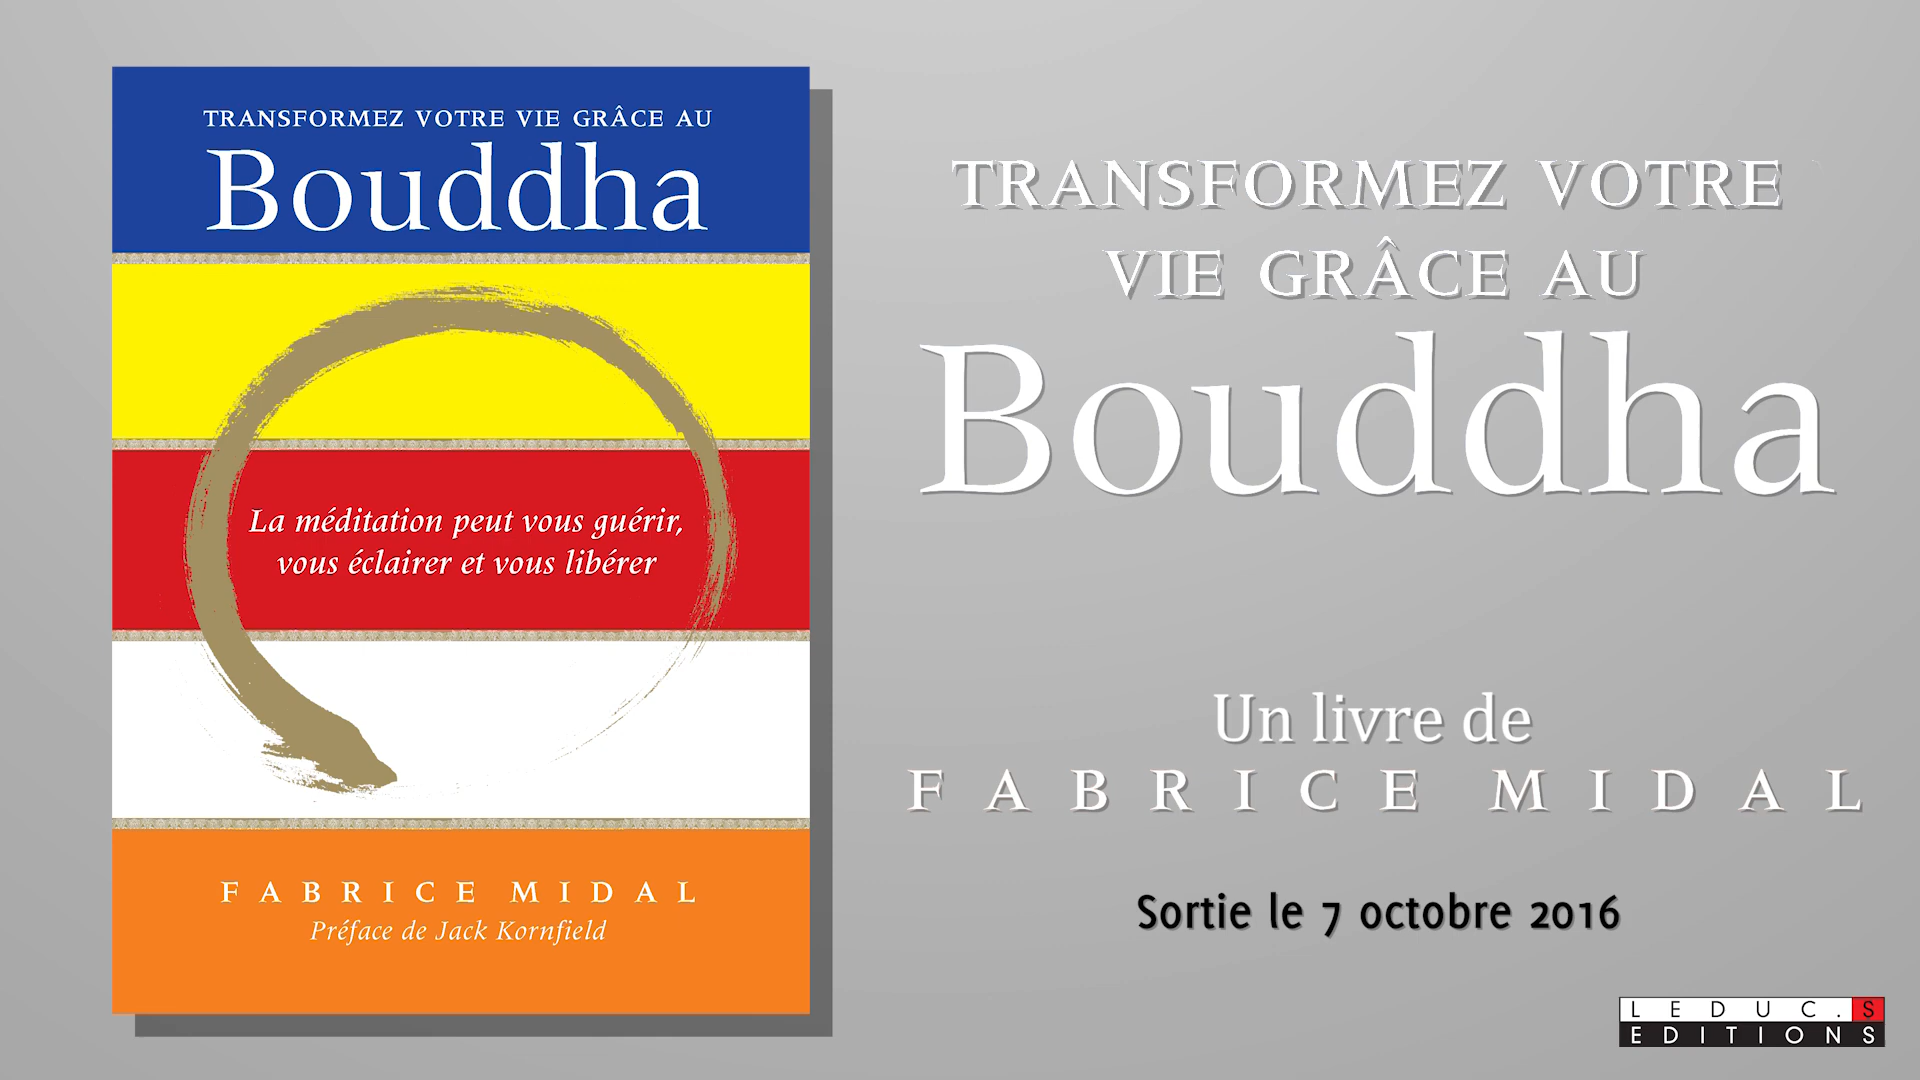 TRANSFORMEZ VOTRE VIE GRÂCE AU
Bouddha
La méditation peut vous guérir,
vous éclairer et vous libérer
FABRICE MIDAL
Préface de Jack Kornfield
TRANSFORMEZ VOTRE
VIE GRÂCE AU
Bouddha
Un livre de
FABRICE MIDAL
Sortie le 7 octobre 2016
LEDUC.S
EDITIONS